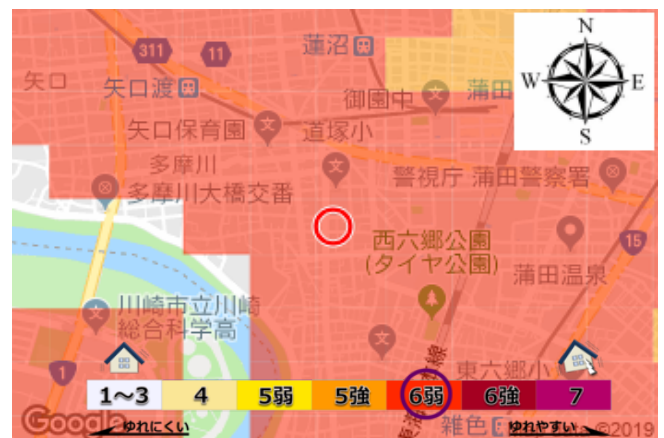 N
W E
S
311
11
蓮沼
矢口
矢口渡
御園中
蒲田
矢口保育園
道塚小
多摩川
多摩川大橋交番
警視庁 蒲田警察署
西六郷公園
(タイヤ公園)
15
蒲田温泉
川崎市立川崎
総合科学高
1
東六郷小
1～3 4 5弱 5強 6弱 6強 7
Google
雑色
ゆれにくい
ゆれやすい
©2019